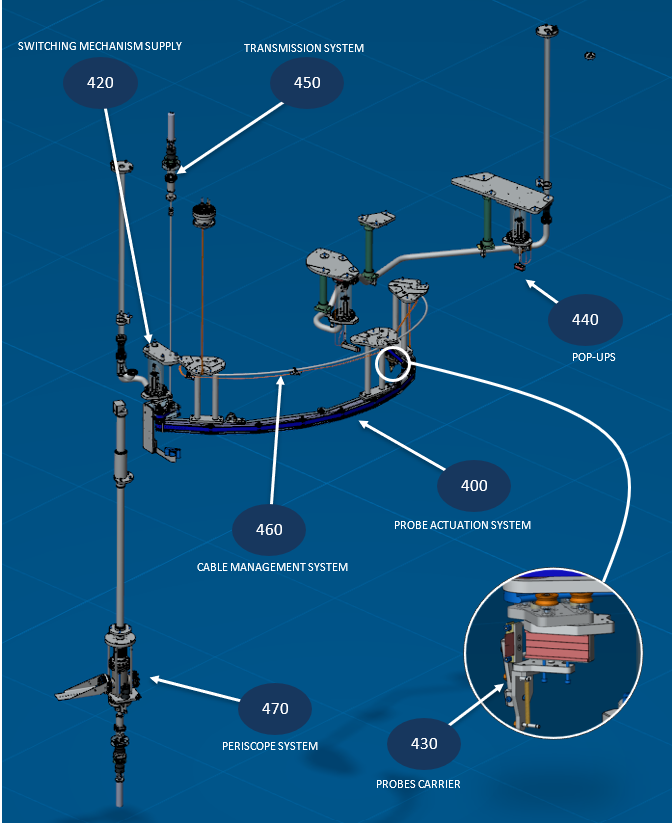 SWITCHING MECHANISM SUPPLY
420
TRANSMISSION SYSTEM
450
440
POP-UPS
400
PROBE ACTUATION SYSTEM
460
CABLE MANAGEMENT SYSTEM
470
PERISCOPE SYSTEM
430
PROBES CARRIER